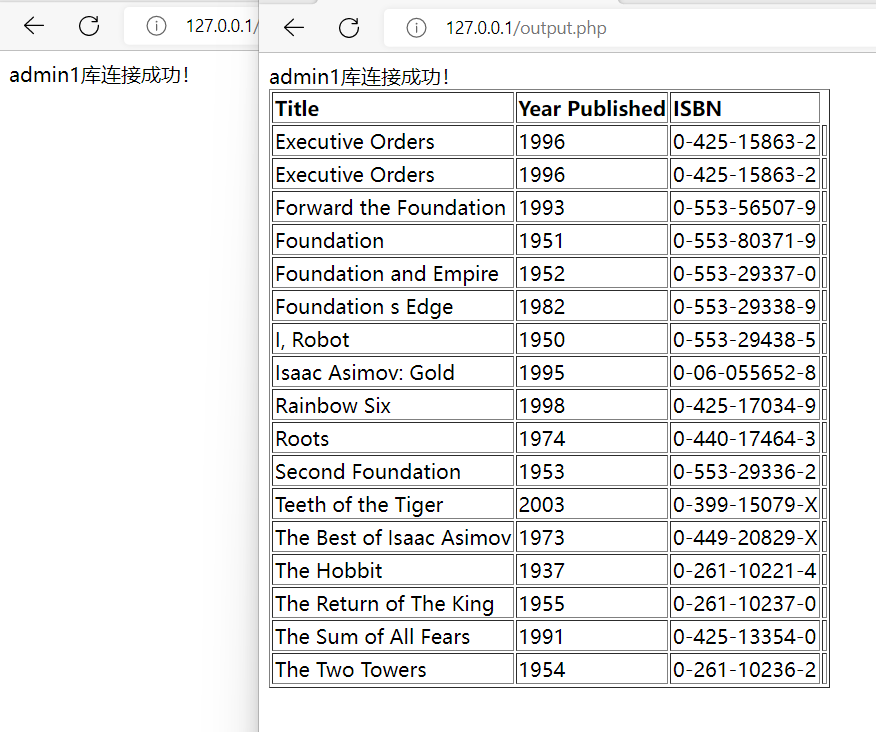 127.0.0.1/
admin1库连接成功!
127.0.0.1/output.php
admin1库连接成功!
Title Year Published ISBN
Executive Orders 1996 0-425-15863-2
Executive Orders 1996 0-425-15863-2
Forward the Foundation 1993 0-553-56507-9
Foundation 1951 0-553-80371-9
Foundation and Empire 1952 0-553-29337-0
Foundation s Edge 1982 0-553-29338-9
I, Robot 1950 0-553-29438-5
Isaac Asimov: Gold 1995 0-06-055652-8
Rainbow Six 1998 0-425-17034-9
Roots 1974 0-440-17464-3
Second Foundation 1953 0-553-29336-2
Teeth of the Tiger 2003 0-399-15079-X
The Best of Isaac Asimov 1973 0-449-20829-X
The Hobbit 1937 0-261-10221-4
The Return of The King 1955 0-261-10237-0
The Sum of All Fears 1991 0-425-13354-0
The Two Towers 1954 0-261-10236-2